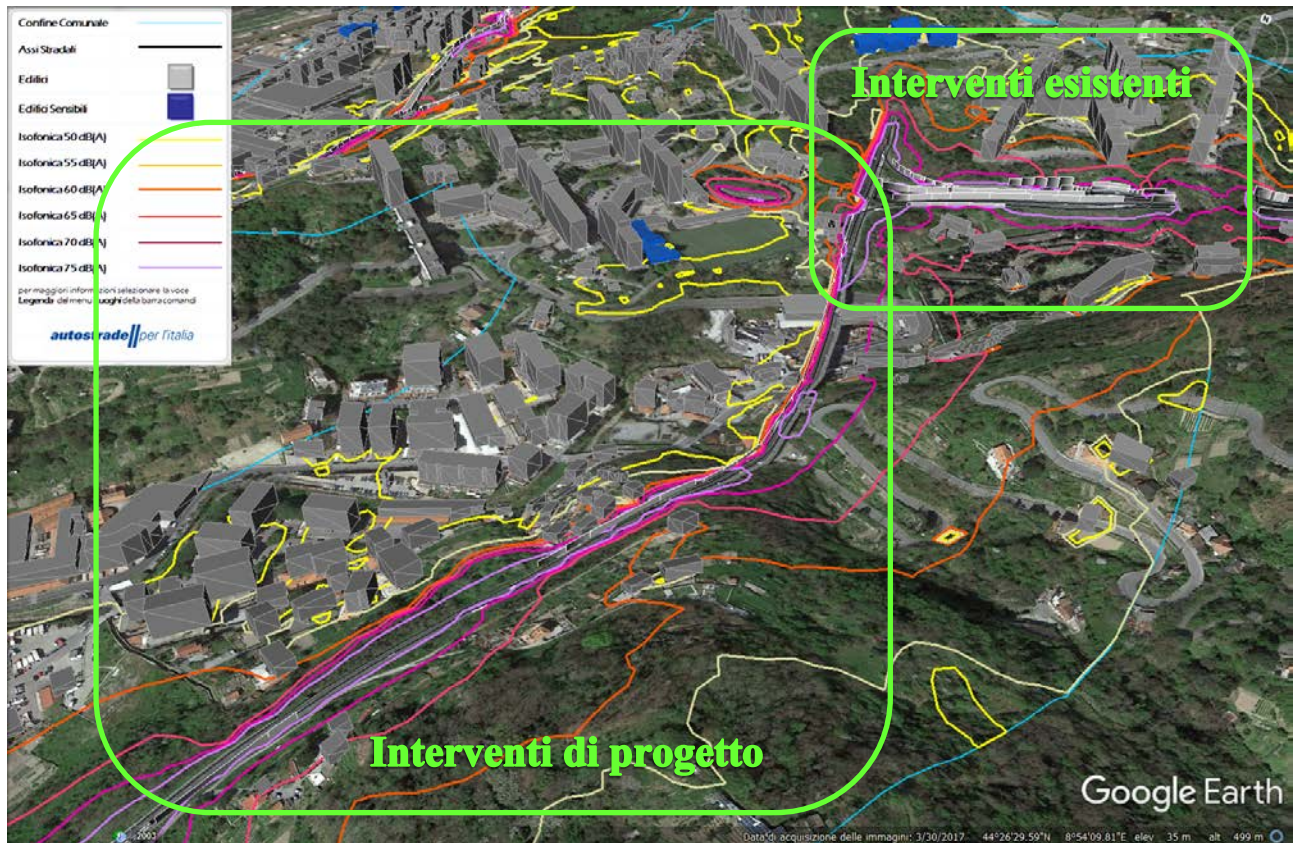 Confine Comunale
Assi Stradali
Edifici
Edifici Sensibili
Isofonica 50 dB[A]
Isofonica 55 dB[A]
Isofonica 60 dB[A]
Isofonica 65 dB[A]
Isofonica 70 dB[A]
Isofonica 75 dB[A]
per maggiori informazioni selezionare la voce
Legenda del menu Luoghi della barra comandi
autostrade//per l'italia
Interventi esistenti
Interventi di progetto
Google Earth
2003
Data di acquisizione delle immagini: 3/30/2017 44°26'29.59"N 8°54'09.81"E elev 35 m alt 499 m